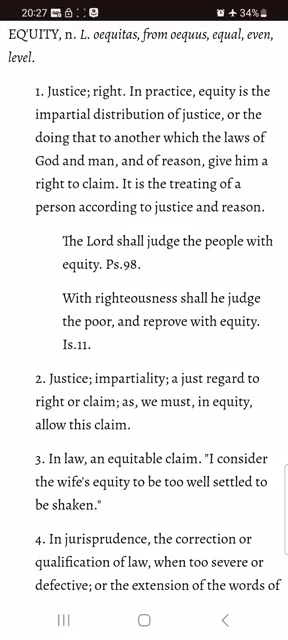 20:27 34%
EQ'UITY, n. L. oequitas, from oequus, equal, even,
level.
1. Justice; right. In practice, equity is the
impartial distribution of justice, or the
doing that to another which the laws of
God and man, and of reason, give him a
right to claim. It is the treating of a
person according to justice and reason.
The Lord shall judge the people with
equity. Ps.98.
With righteousness shall he judge
the poor, and reprove with equity.
Is.11.
2. Justice; impartiality; a just regard to
right or claim; as, we must, in equity,
allow this claim.
3. In law, an equitable claim. "I consider
the wife's equity to be too well settled to
be shaken."
4. In jurisprudence, the correction or
qualification of law, when too severe or
defective; or the extension of the words of